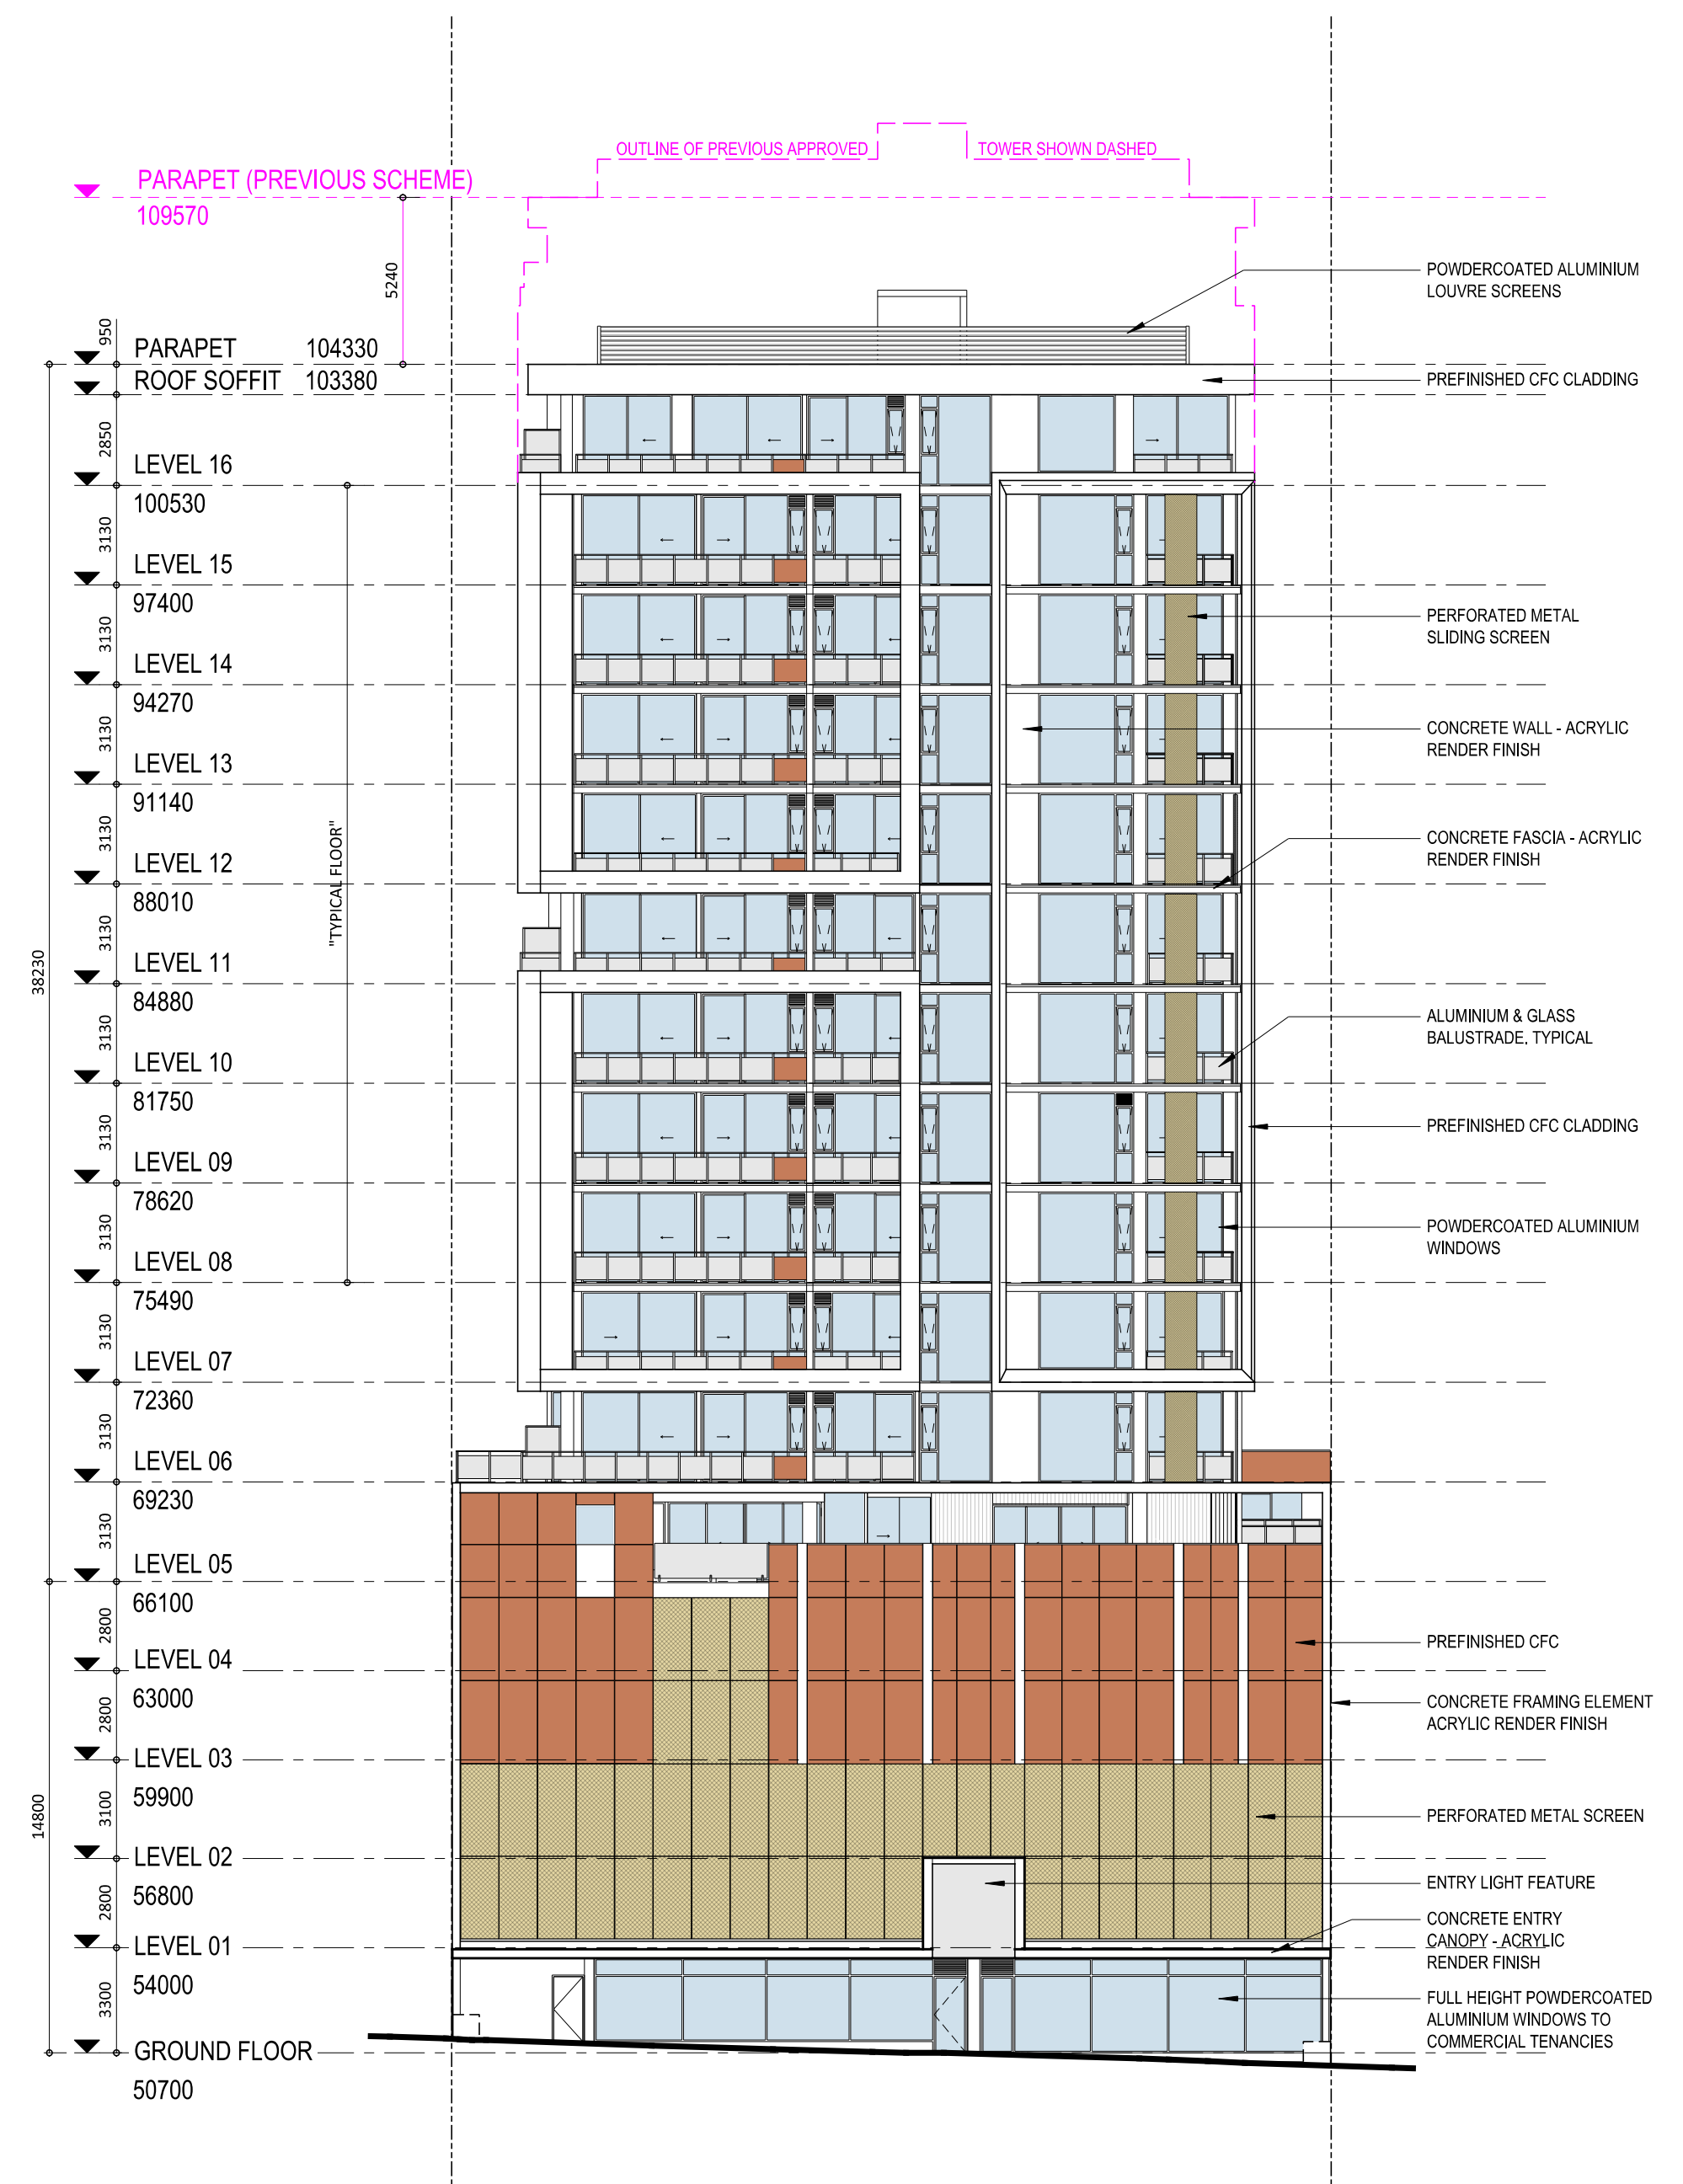 OUTLINE OF PREVIOUS APPROVED
TOWER SHOWN DASHED
PARAPET (PREVIOUS SCHEME)
109570
5240
950
PARAPET 104330
ROOF SOFFIT 103380
2850
LEVEL 16
100530
3130
LEVEL 15
97400
3130
LEVEL 14
94270
3130
LEVEL 13
91140
3130
LEVEL 12
88010
3130
LEVEL 11
84880
3130
LEVEL 10
81750
3130
LEVEL 09
78620
3130
LEVEL 08
75490
3130
LEVEL 07
72360
3130
LEVEL 06
69230
3130
LEVEL 05
66100
2800
LEVEL 04
63000
2800
LEVEL 03
59900
3100
LEVEL 02
56800
2800
LEVEL 01
54000
3300
GROUND FLOOR
50700
38230
14800
"TYPICAL FLOOR"
POWDERCOATED ALUMINIUM
LOUVRE SCREENS
PREFINISHED CFC CLADDING
PERFORATED METAL
SLIDING SCREEN
CONCRETE WALL - ACRYLIC
RENDER FINISH
CONCRETE FASCIA - ACRYLIC
RENDER FINISH
ALUMINIUM & GLASS
BALUSTRADE, TYPICAL
PREFINISHED CFC CLADDING
POWDERCOATED ALUMINIUM
WINDOWS
PREFINISHED CFC
CONCRETE FRAMING ELEMENT
ACRYLIC RENDER FINISH
PERFORATED METAL SCREEN
ENTRY LIGHT FEATURE
CONCRETE ENTRY
CANOPY - ACRYLIC
RENDER FINISH
FULL HEIGHT POWDERCOATED
ALUMINIUM WINDOWS TO
COMMERCIAL TENANCIES